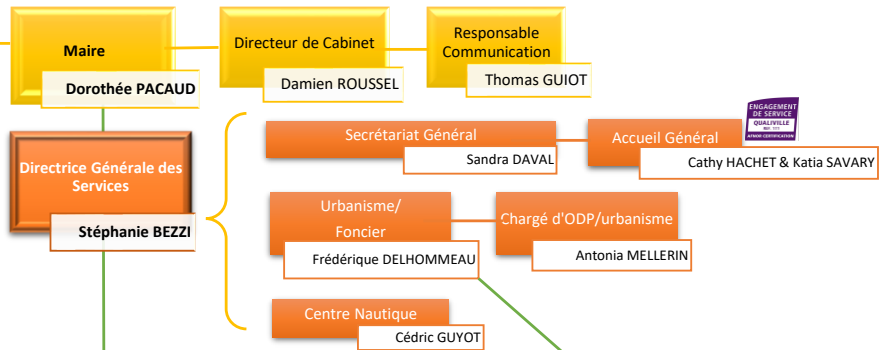 Maire
Dorothée PACAUD
Directeur de Cabinet
Damien ROUSSEL
Responsable
Communication
Thomas GUIOT
Directrice Générale des
Services
Stéphanie BEZZI
Secrétariat Général
Sandra DAVAL
Accueil Général
Cathy HACHET & Katia SAVARY
ENGAGEMENT
DE SERVICE
QUALIVILLE
AFNOR CERTIFICATION
Urbanisme/
Foncier
Frédérique DELHOMMEAU
Chargé d'ODP/urbanisme
Antonia MELLERIN
Centre Nautique
Cédric GUYOT